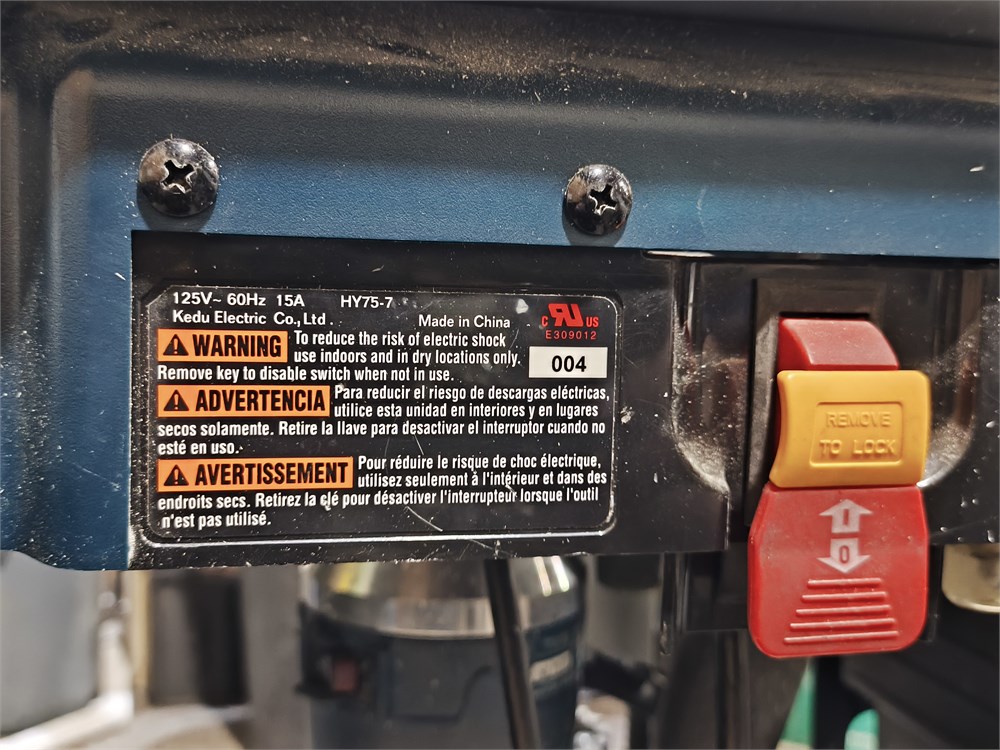 125V~ 60Hz 15A HY75-7
Kedu Electric Co.,Ltd. Made in China
c RU US
E309012
004
WARNING To reduce the risk of electric shock
use indoors and in dry locations only.
Remove key to disable switch when not in use.
ADVERTENCIA Para reducir el riesgo de descargas eléctricas,
utilice esta unidad en interiores y en lugares
secos solamente. Retire la llave para desactivar el interruptor cuando no
esté en uso.
AVERTISSEMENT Pour réduire le risque de choc électrique,
utilisez seulement à l'intérieur et dans des
endroits secs. Retirez la clé pour désactiver l'interrupteur lorsque l'outil
n'est pas utilisé.
REMOVE
TO LOCK
I
O